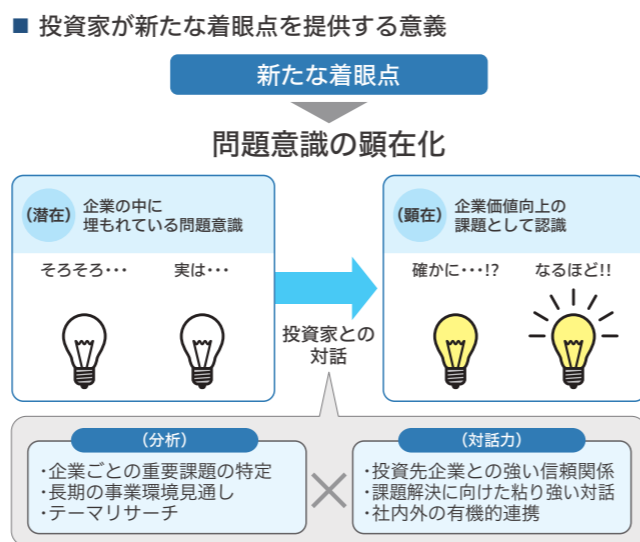 ■ 投資家が新たな着眼点を提供する意義
新たな着眼点
問題意識の顕在化
(潜在)
企業の中に
埋もれている問題意識
そろそろ・・・
実は・・・
投資家との
対話
(顕在)
企業価値向上の
課題として認識
確かに・・・!?
なるほど!!
(分析)
・企業ごとの重要課題の特定
・長期の事業環境見通し
・テーマリサーチ
(対話力)
・投資先企業との強い信頼関係
・課題解決に向けた粘り強い対話
・社内外の有機的連携